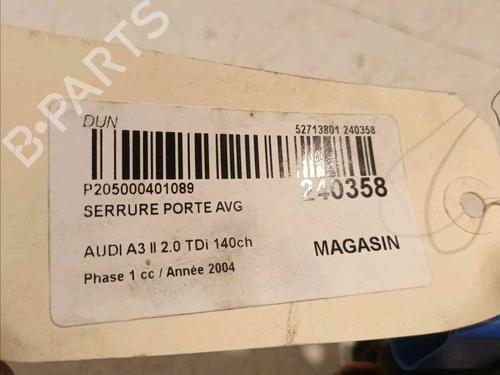 B-PARTS
DUN
52713801 240358
P205000401089
240358
SERRURE PORTE AVG
AUDI A3 II 2.0 TDi 140ch
MAGASIN
Phase 1 cc / Année 2004